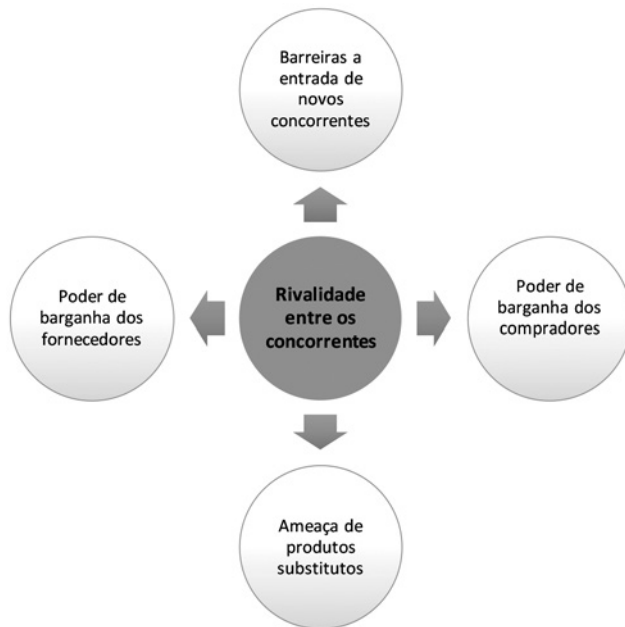 Barreiras a
entrada de
novos
concorrentes
Poder de
barganha dos
fornecedores
Rivalidade
entre os
concorrentes
Poder de
barganha dos
compradores
Ameaça de
produtos
substitutos